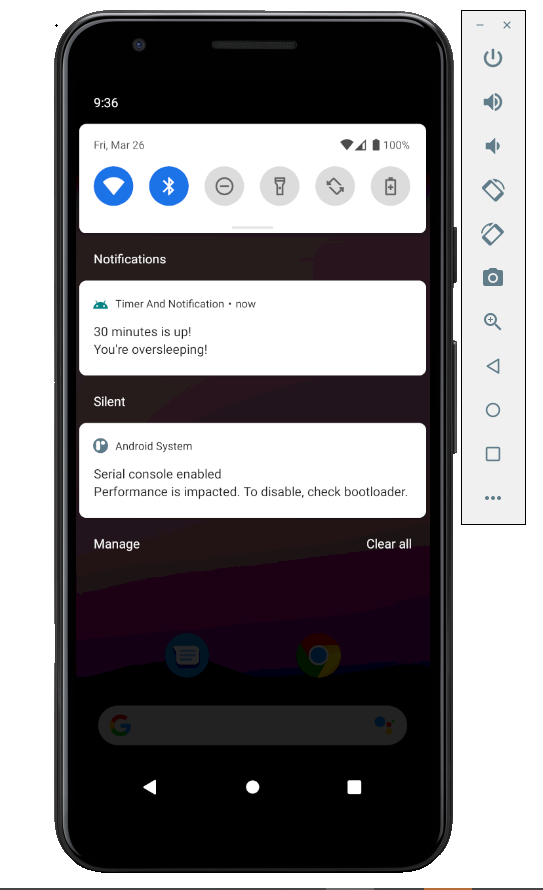 9:36
Fri, Mar 26 100%
Notifications
Timer And Notification • now
30 minutes is up!
You're oversleeping!
Silent
Android System
Serial console enabled
Performance is impacted. To disable, check bootloader.
Manage Clear all